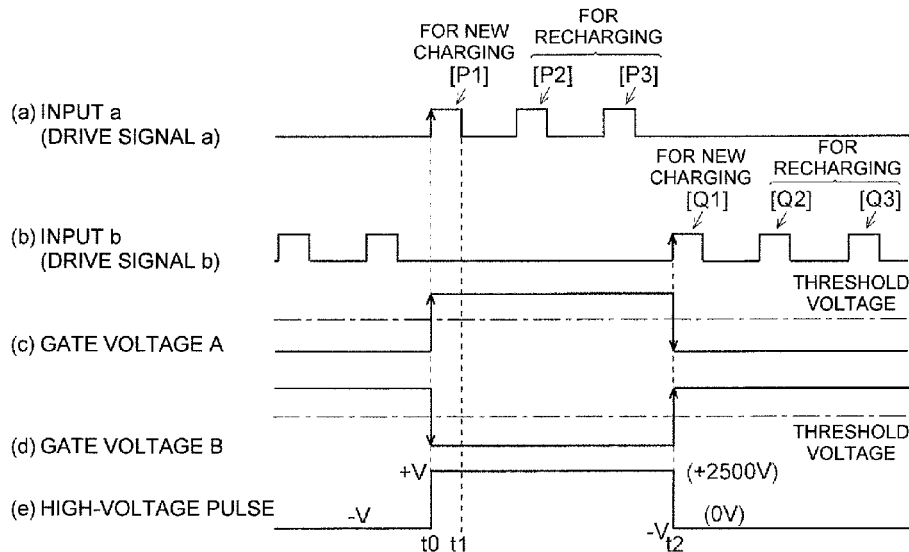 FOR NEW
CHARGING
[P1]
FOR
RECHARGING
[P2] [P3]
(a) INPUT a
(DRIVE SIGNAL a)
FOR NEW
CHARGING
[Q1]
FOR
RECHARGING
[Q2] [Q3]
(b) INPUT b
(DRIVE SIGNAL b)
THRESHOLD
VOLTAGE
(c) GATE VOLTAGE A
(d) GATE VOLTAGE B
THRESHOLD
VOLTAGE
+V (+2500V)
(e) HIGH-VOLTAGE PULSE
-V -V (0V)
t0 t1 t2